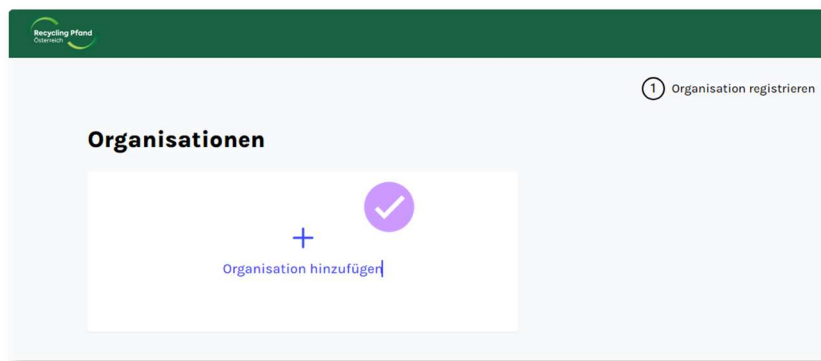 Recycling Pfand
Österreich
1 Organisation registrieren
Organisationen
+
Organisation hinzufügen